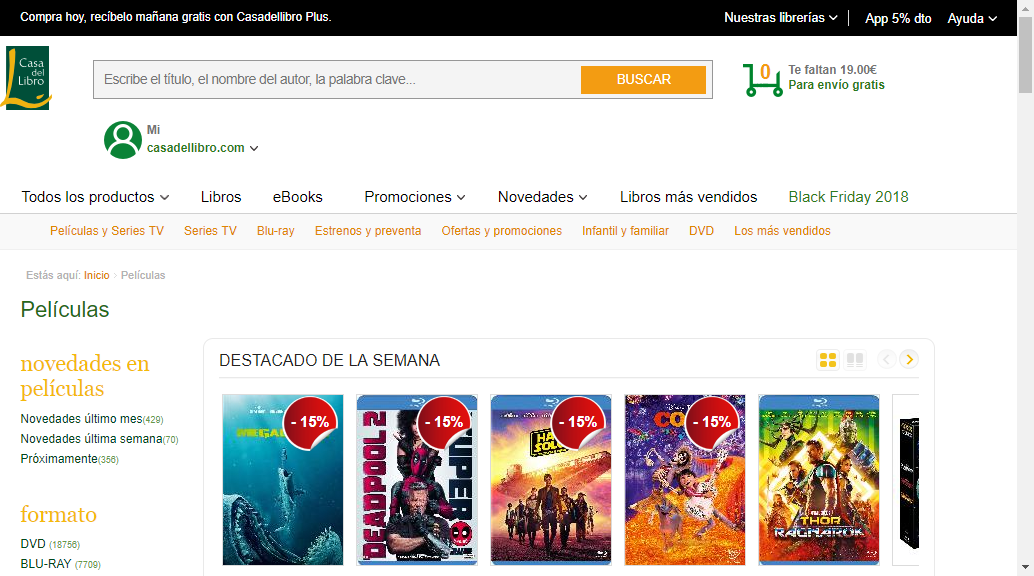 Compra hoy, recíbelo mañana gratis con Casadellibro Plus.
Nuestras librerías
App 5% dto
Ayuda
Casa
del
Libro
Escribe el título, el nombre del autor, la palabra clave...
BUSCAR
0
Te faltan 19.00€
Para envío gratis
Mi
casadellibro.com
Todos los productos
Libros
eBooks
Promociones
Novedades
Libros más vendidos
Black Friday 2018
Películas y Series TV
Series TV
Blu-ray
Estrenos y preventa
Ofertas y promociones
Infantil y familiar
DVD
Los más vendidos
Estás aquí: Inicio › Películas
Películas
novedades en
películas
Novedades último mes(429)
Novedades última semana(70)
Próximamente(356)
formato
DVD (18756)
BLU-RAY (7709)
DESTACADO DE LA SEMANA
- 15%
- 15%
DEADPOOL 2
- 15%
- 15%
THOR
RAGNAROK